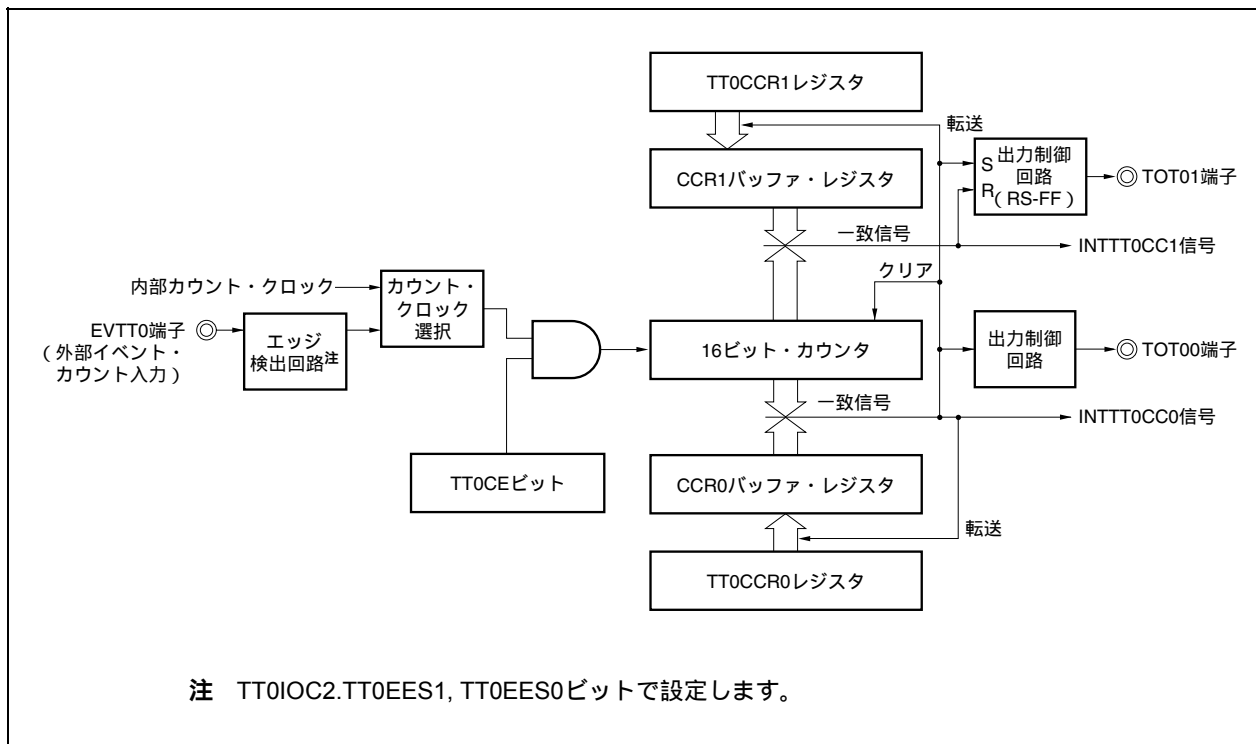 TT0CCR1レジスタ
転送
CCR1バッファ・レジスタ
S 出力制御
回路
R（RS-FF）
TOT01端子
一致信号
INTTT0CC1信号
クリア
内部カウント・クロック
カウント・
クロック
選択
EVTT0端子
（外部イベント・
カウント入力）
エッジ
検出回路注
16ビット・カウンタ
出力制御
回路
TOT00端子
一致信号
INTTT0CC0信号
TT0CEビット
CCR0バッファ・レジスタ
転送
TT0CCR0レジスタ
注 TT0IOC2.TT0EES1, TT0EES0ビットで設定します。